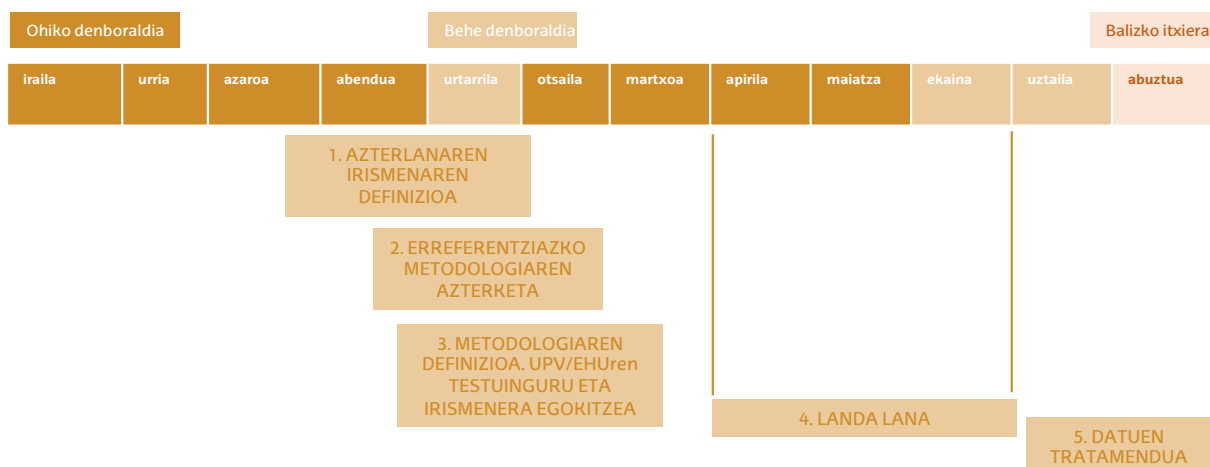 Ohiko denboraldia
Behe denboraldia
Balizko itxiera
iraila
urria
azaroa
abendua
urtarrila
otsaila
martxoa
apirila
maiatza
ekaina
uztaila
abuztua
1. AZTERLANAREN
IRISMENAREN
DEFINIZIOA
2. ERREFERENTZIAZKO
METODOLOGIAREN
AZTERKETA
3. METODOLOGIAREN
DEFINIZIOA. UPV/EHUren
TESTUINGURU ETA
IRISMENERA EGOKITZEA
4. LANDA LANA
5. DATUEN
TRATAMENDUA